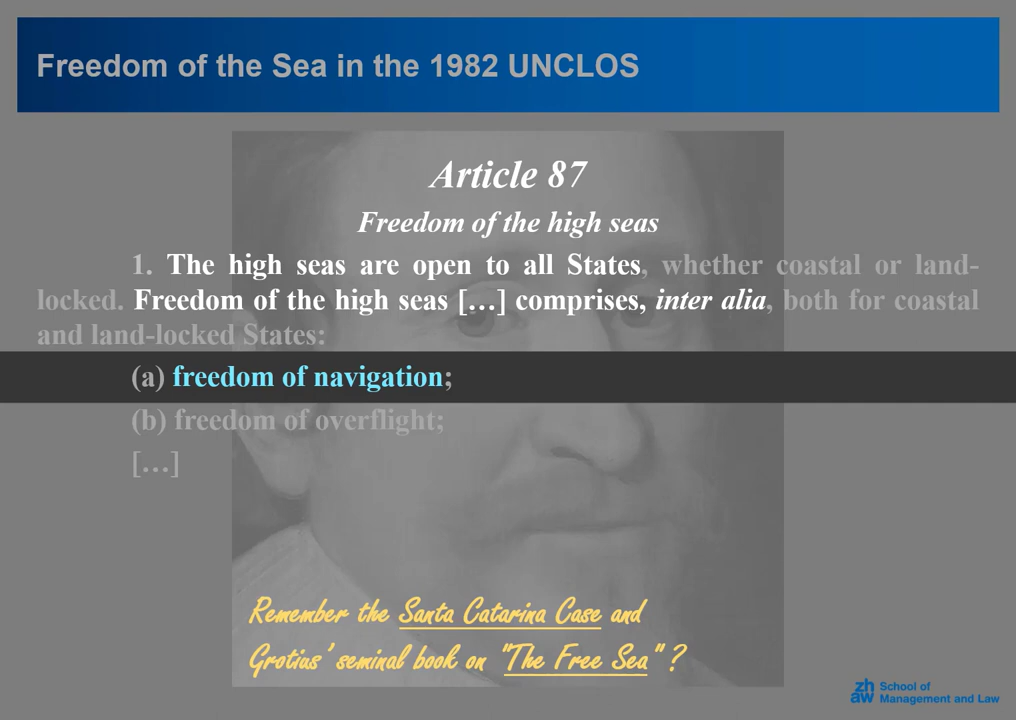 Freedom of the Sea in the 1982 UNCLOS
Article 87
Freedom of the high seas
1. The high seas are open to all States, whether coastal or land-
locked. Freedom of the high seas […] comprises, inter alia, both for coastal
and land-locked States:
(a) freedom of navigation;
(b) freedom of overflight;
[…]
Remember the Santa Catarina Case and
Grotius' seminal book on "The Free Sea" ?
zh School of
aw Management and Law